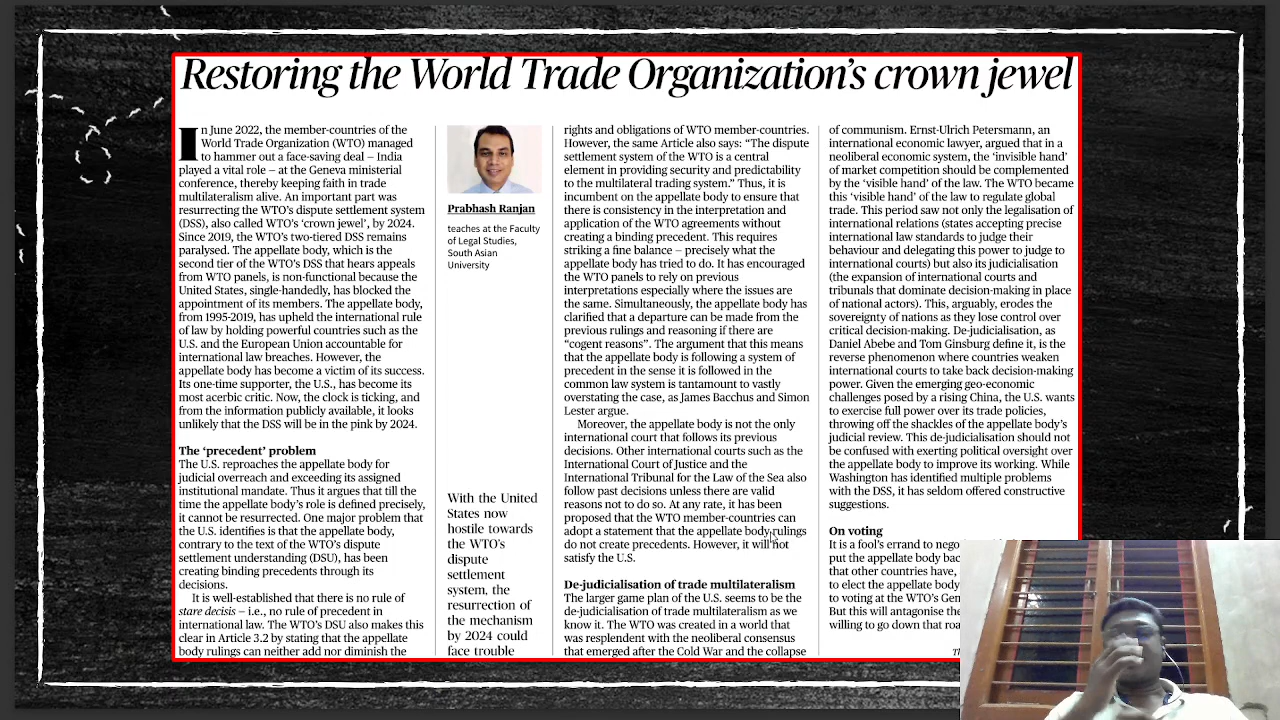 Restoring the World Trade Organization's crown jewel
In June 2022, the member-countries of the
World Trade Organization (WTO) managed
to hammer out a face-saving deal — India
played a vital role — at the Geneva ministerial
conference, thereby keeping faith in trade
multilateralism alive. An important part was
resurrecting the WTO's dispute settlement system
(DSS), also called WTO's 'crown jewel', by 2024.
Since 2019, the WTO's two-tiered DSS remains
paralysed. The appellate body, which is the
second tier of the WTO's DSS that hears appeals
from WTO panels, is non-functional because the
United States, single-handedly, has blocked the
appointment of its members. The appellate body,
from 1995-2019, has upheld the international rule
of law by holding powerful countries such as the
U.S. and the European Union accountable for
international law breaches. However, the
appellate body has become a victim of its success.
Its one-time supporter, the U.S., has become its
most acerbic critic. Now, the clock is ticking, and
from the information publicly available, it looks
unlikely that the DSS will be in the pink by 2024.
The 'precedent' problem
The U.S. reproaches the appellate body for
judicial overreach and exceeding its assigned
institutional mandate. Thus it argues that till the
time the appellate body's role is defined precisely,
it cannot be resurrected. One major problem that
the U.S. identifies is that the appellate body,
contrary to the text of the WTO's dispute
settlement understanding (DSU), has been
creating binding precedents through its
decisions.
It is well-established that there is no rule of
stare decisis — i.e., no rule of precedent in
international law. The WTO's DSU also makes this
clear in Article 3.2 by stating that the appellate
body rulings can neither add nor diminish the
Prabhash Ranjan
teaches at the Faculty
of Legal Studies,
South Asian
University
With the United
States now
hostile towards
the WTO's
dispute
settlement
system, the
resurrection of
the mechanism
by 2024 could
face trouble
rights and obligations of WTO member-countries.
However, the same Article also says: "The dispute
settlement system of the WTO is a central
element in providing security and predictability
to the multilateral trading system." Thus, it is
incumbent on the appellate body to ensure that
there is consistency in the interpretation and
application of the WTO agreements without
creating a binding precedent. This requires
striking a fine balance — precisely what the
appellate body has tried to do. It has encouraged
the WTO panels to rely on previous
interpretations especially where the issues are
the same. Simultaneously, the appellate body has
clarified that a departure can be made from the
previous rulings and reasoning if there are
"cogent reasons". The argument that this means
that the appellate body is following a system of
precedent in the sense it is followed in the
common law system is tantamount to vastly
overstating the case, as James Bacchus and Simon
Lester argue.
Moreover, the appellate body is not the only
international court that follows its previous
decisions. Other international courts such as the
International Court of Justice and the
International Tribunal for the Law of the Sea also
follow past decisions unless there are valid
reasons not to do so. At any rate, it has been
proposed that the WTO member-countries can
adopt a statement that the appellate body rulings
do not create precedents. However, it will not
satisfy the U.S.
De-judicialisation of trade multilateralism
The larger game plan of the U.S. seems to be the
de-judicialisation of trade multilateralism as we
know it. The WTO was created in a world that
was resplendent with the neoliberal consensus
that emerged after the Cold War and the collapse
of communism. Ernst-Ulrich Petersmann, an
international economic lawyer, argued that in a
neoliberal economic system, the 'invisible hand'
of market competition should be complemented
by the 'visible hand' of the law. The WTO became
this 'visible hand' of the law to regulate global
trade. This period saw not only the legalisation of
international relations (states accepting precise
international law standards to judge their
behaviour and delegating this power to judge to
international courts) but also its judicialisation
(the expansion of international courts and
tribunals that dominate decision-making in place
of national actors). This, arguably, erodes the
sovereignty of nations as they lose control over
critical decision-making. De-judicialisation, as
Daniel Abebe and Tom Ginsburg define it, is the
reverse phenomenon where countries weaken
international courts to take back decision-making
power. Given the emerging geo-economic
challenges posed by a rising China, the U.S. wants
to exercise full power over its trade policies,
throwing off the shackles of the appellate body's
judicial review. This de-judicialisation should not
be confused with exerting political oversight over
the appellate body to improve its working. While
Washington has identified multiple problems
with the DSS, it has seldom offered constructive
suggestions.
On voting
It is a fool's errand to
put the appellate body
that other countries have,
to elect the appellate body
to voting at the WTO's
But this will antagonise the
willing to go down that